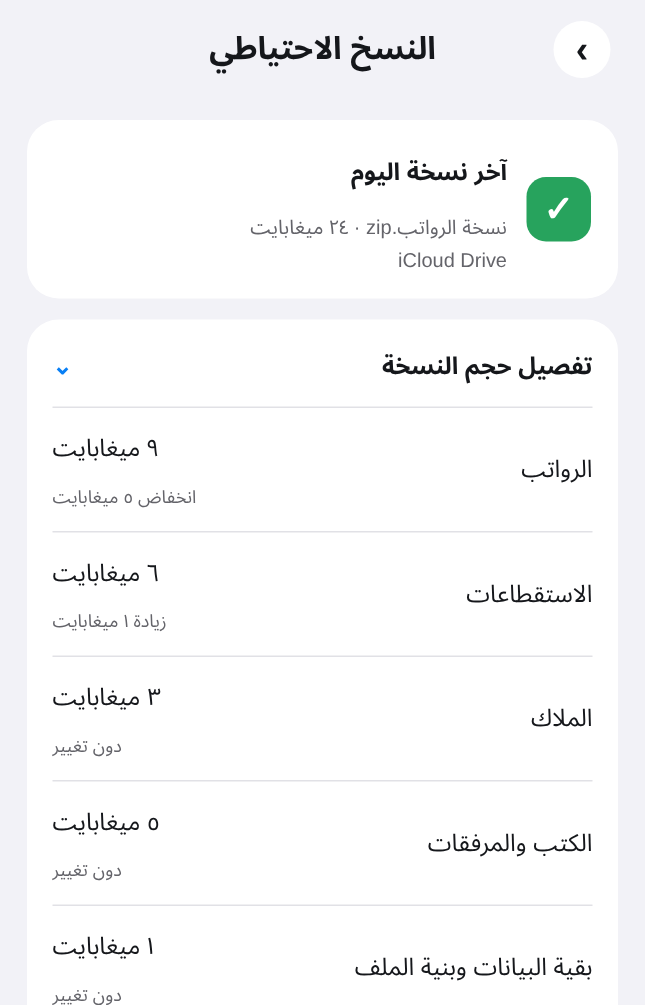 النسخ الاحتياطي
آخر نسخة اليوم
نسخة الرواتب.zip · ٢٤ ميغابايت
iCloud Drive
تفصيل حجم النسخة
الرواتب
٩ ميغابايت
انخفاض ٥ ميغابايت
الاستقطاعات
٦ ميغابايت
زيادة ١ ميغابايت
الملاك
٣ ميغابايت
دون تغيير
الكتب والمرفقات
٥ ميغابايت
دون تغيير
بقية البيانات وبنية الملف
١ ميغابايت
دون تغيير